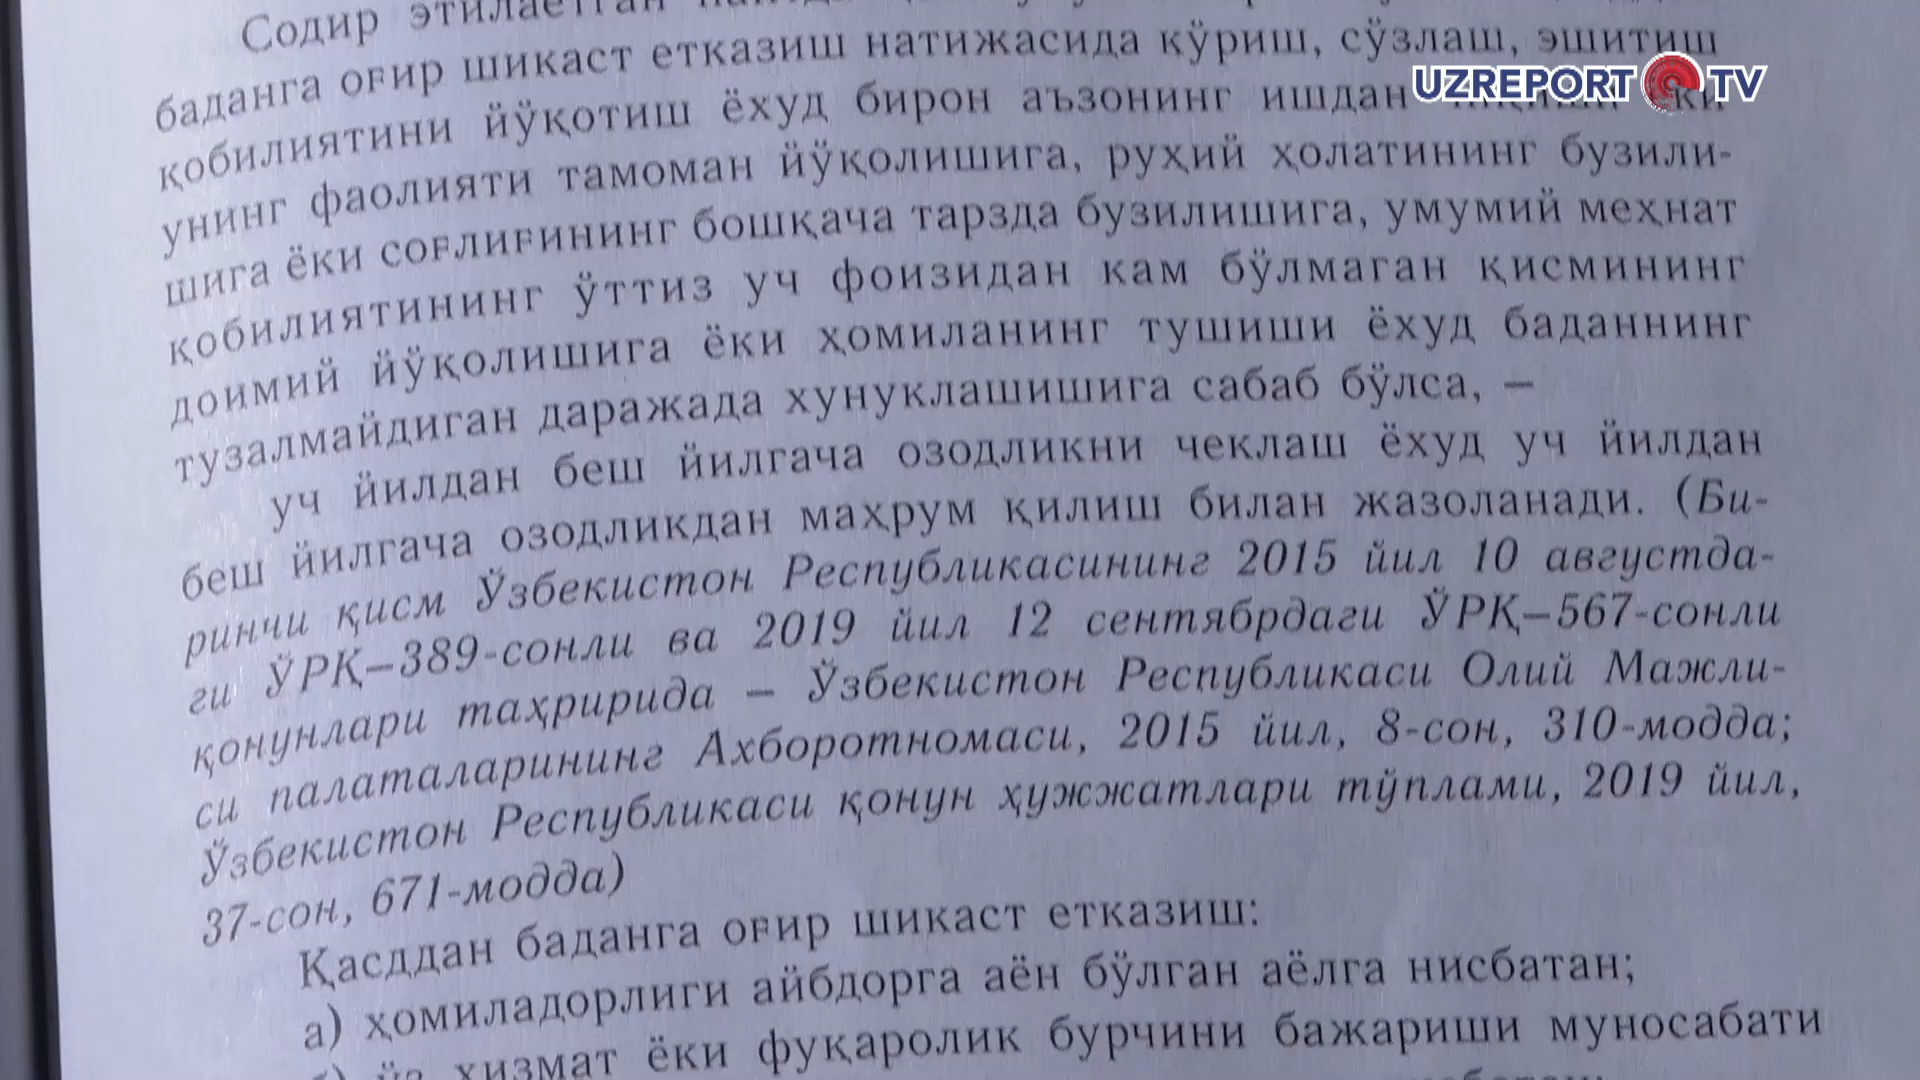 Содир этилаётган
баданга оғир шикаст етказиш натижасида кўриш, сўзлаш, эшитиш
UZREPORT TV
қобилиятини йўқотиш ёхуд бирон аъзонинг ишдан
унинг фаолияти тамоман йўқолишига, руҳий ҳолатининг бузили-
шига ёки соғлиғининг бошқача тарзда бузилишига, умумий меҳнат
қобилиятининг ўттиз уч фоизидан кам бўлмаган қисмининг
доимий йўқолишига ёки ҳомиланинг тушиши ёхуд баданнинг
тузалмайдиган даражада хунуклашишига сабаб бўлса, —
уч йилдан беш йилгача озодликни чеклаш ёхуд уч йилдан
беш йилгача озодликдан маҳрум қилиш билан жазоланади. (Би-
ринчи қисм Ўзбекистон Республикасининг 2015 йил 10 августда-
ги ЎРҚ—389-сонли ва 2019 йил 12 сентябрдаги ЎРҚ—567-сонли
қонунлари таҳририда — Ўзбекистон Республикаси Олий Мажли-
си палаталарининг Ахборотномаси, 2015 йил, 8-сон, 310-модда;
Ўзбекистон Республикаси қонун ҳужжатлари тўплами, 2019 йил,
37-сон, 671-модда)
Қасддан баданга оғир шикаст етказиш:
а) ҳомиладорлиги айбдорга аён бўлган аёлга нисбатан;
б) ўз хизмат ёки фуқаролик бурчини бажариши муносабати